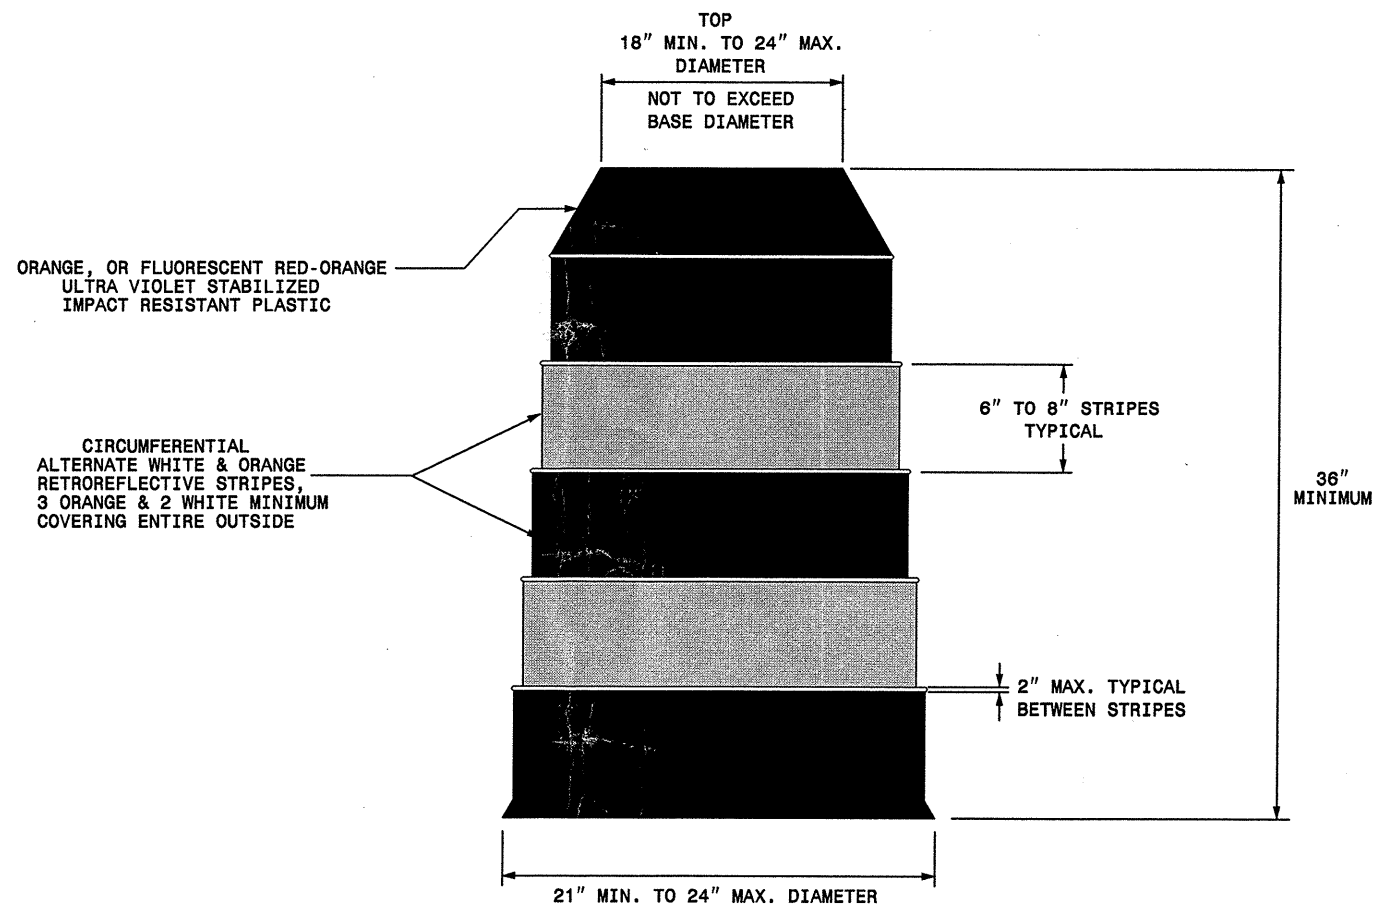 TOP
18" MIN. TO 24" MAX.
DIAMETER
NOT TO EXCEED
BASE DIAMETER
ORANGE, OR FLUORESCENT RED-ORANGE
ULTRA VIOLET STABILIZED
IMPACT RESISTANT PLASTIC
6" TO 8" STRIPES
TYPICAL
CIRCUMFERENTIAL
ALTERNATE WHITE & ORANGE
RETROREFLECTIVE STRIPES,
3 ORANGE & 2 WHITE MINIMUM
COVERING ENTIRE OUTSIDE
36"
MINIMUM
2" MAX. TYPICAL
BETWEEN STRIPES
21" MIN. TO 24" MAX. DIAMETER